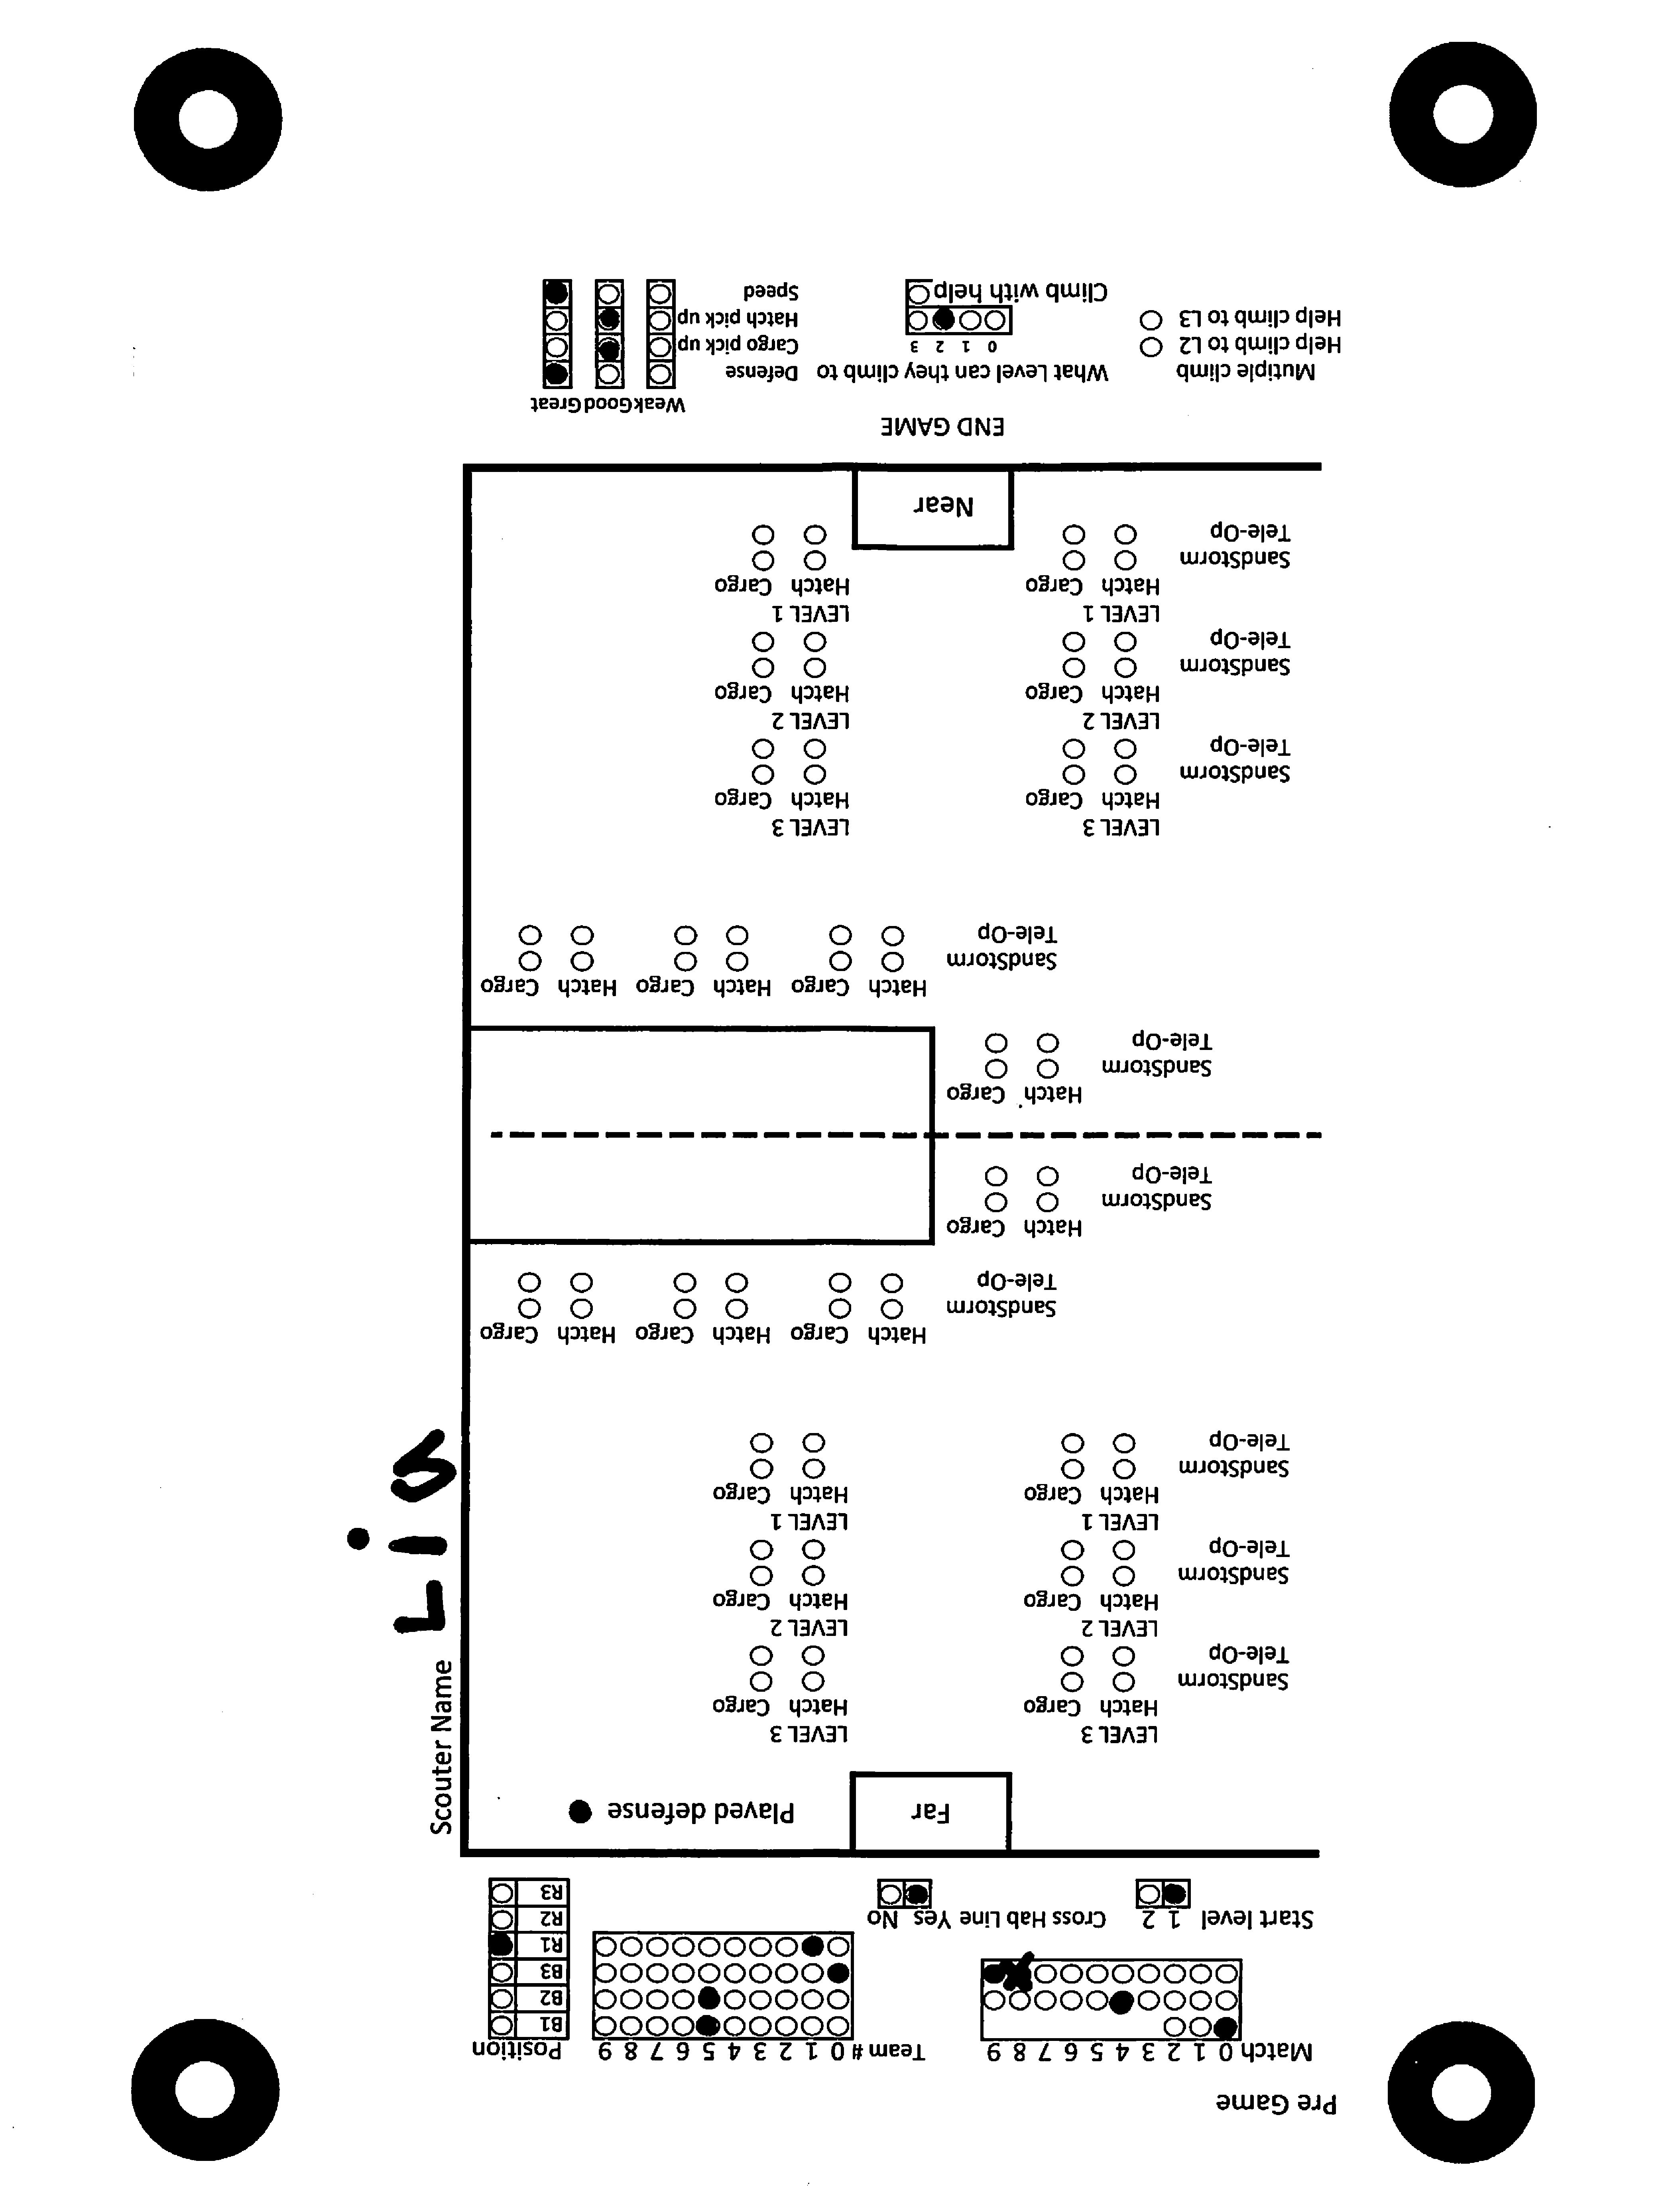 Pre Game
Match 0 1 2 3 4 5 6 7 8 9 Team # 0 1 2 3 4 5 6 7 8 9 Position
B1
B2
B3
R1
R2
R3
Start level 1 2 Cross Hab Line Yes No
Scouter Name Lis
Far Played defense
LEVEL 3 LEVEL 3
Hatch Cargo Hatch Cargo
SandStorm
Tele-Op
LEVEL 2 LEVEL 2
Hatch Cargo Hatch Cargo
SandStorm
Tele-Op
LEVEL 1 LEVEL 1
Hatch Cargo Hatch Cargo
SandStorm
Tele-Op
Hatch Cargo Hatch Cargo Hatch Cargo
SandStorm
Tele-Op
Hatch Cargo
SandStorm
Tele-Op
Hatch Cargo
SandStorm
Tele-Op
Hatch Cargo Hatch Cargo Hatch Cargo
SandStorm
Tele-Op
LEVEL 3 LEVEL 3
Hatch Cargo Hatch Cargo
SandStorm
Tele-Op
LEVEL 2 LEVEL 2
Hatch Cargo Hatch Cargo
SandStorm
Tele-Op
LEVEL 1 LEVEL 1
Hatch Cargo Hatch Cargo
SandStorm
Tele-Op
Near
END GAME
Weak Good Great
Mutiple climb What Level can they climb to Defense
Help climb to L2 0 1 2 3 Cargo pick up
Help climb to L3 Hatch pick up
Climb with help Speed